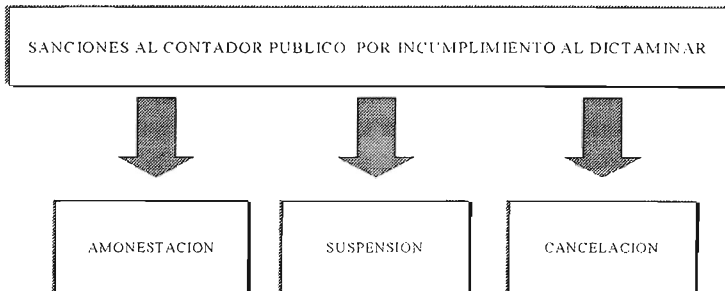 SANCIONES AL CONTADOR PUBLICO POR INCUMPLIMIENTO AL DICTAMINAR
AMONESTACION
SUSPENSION
CANCELACION